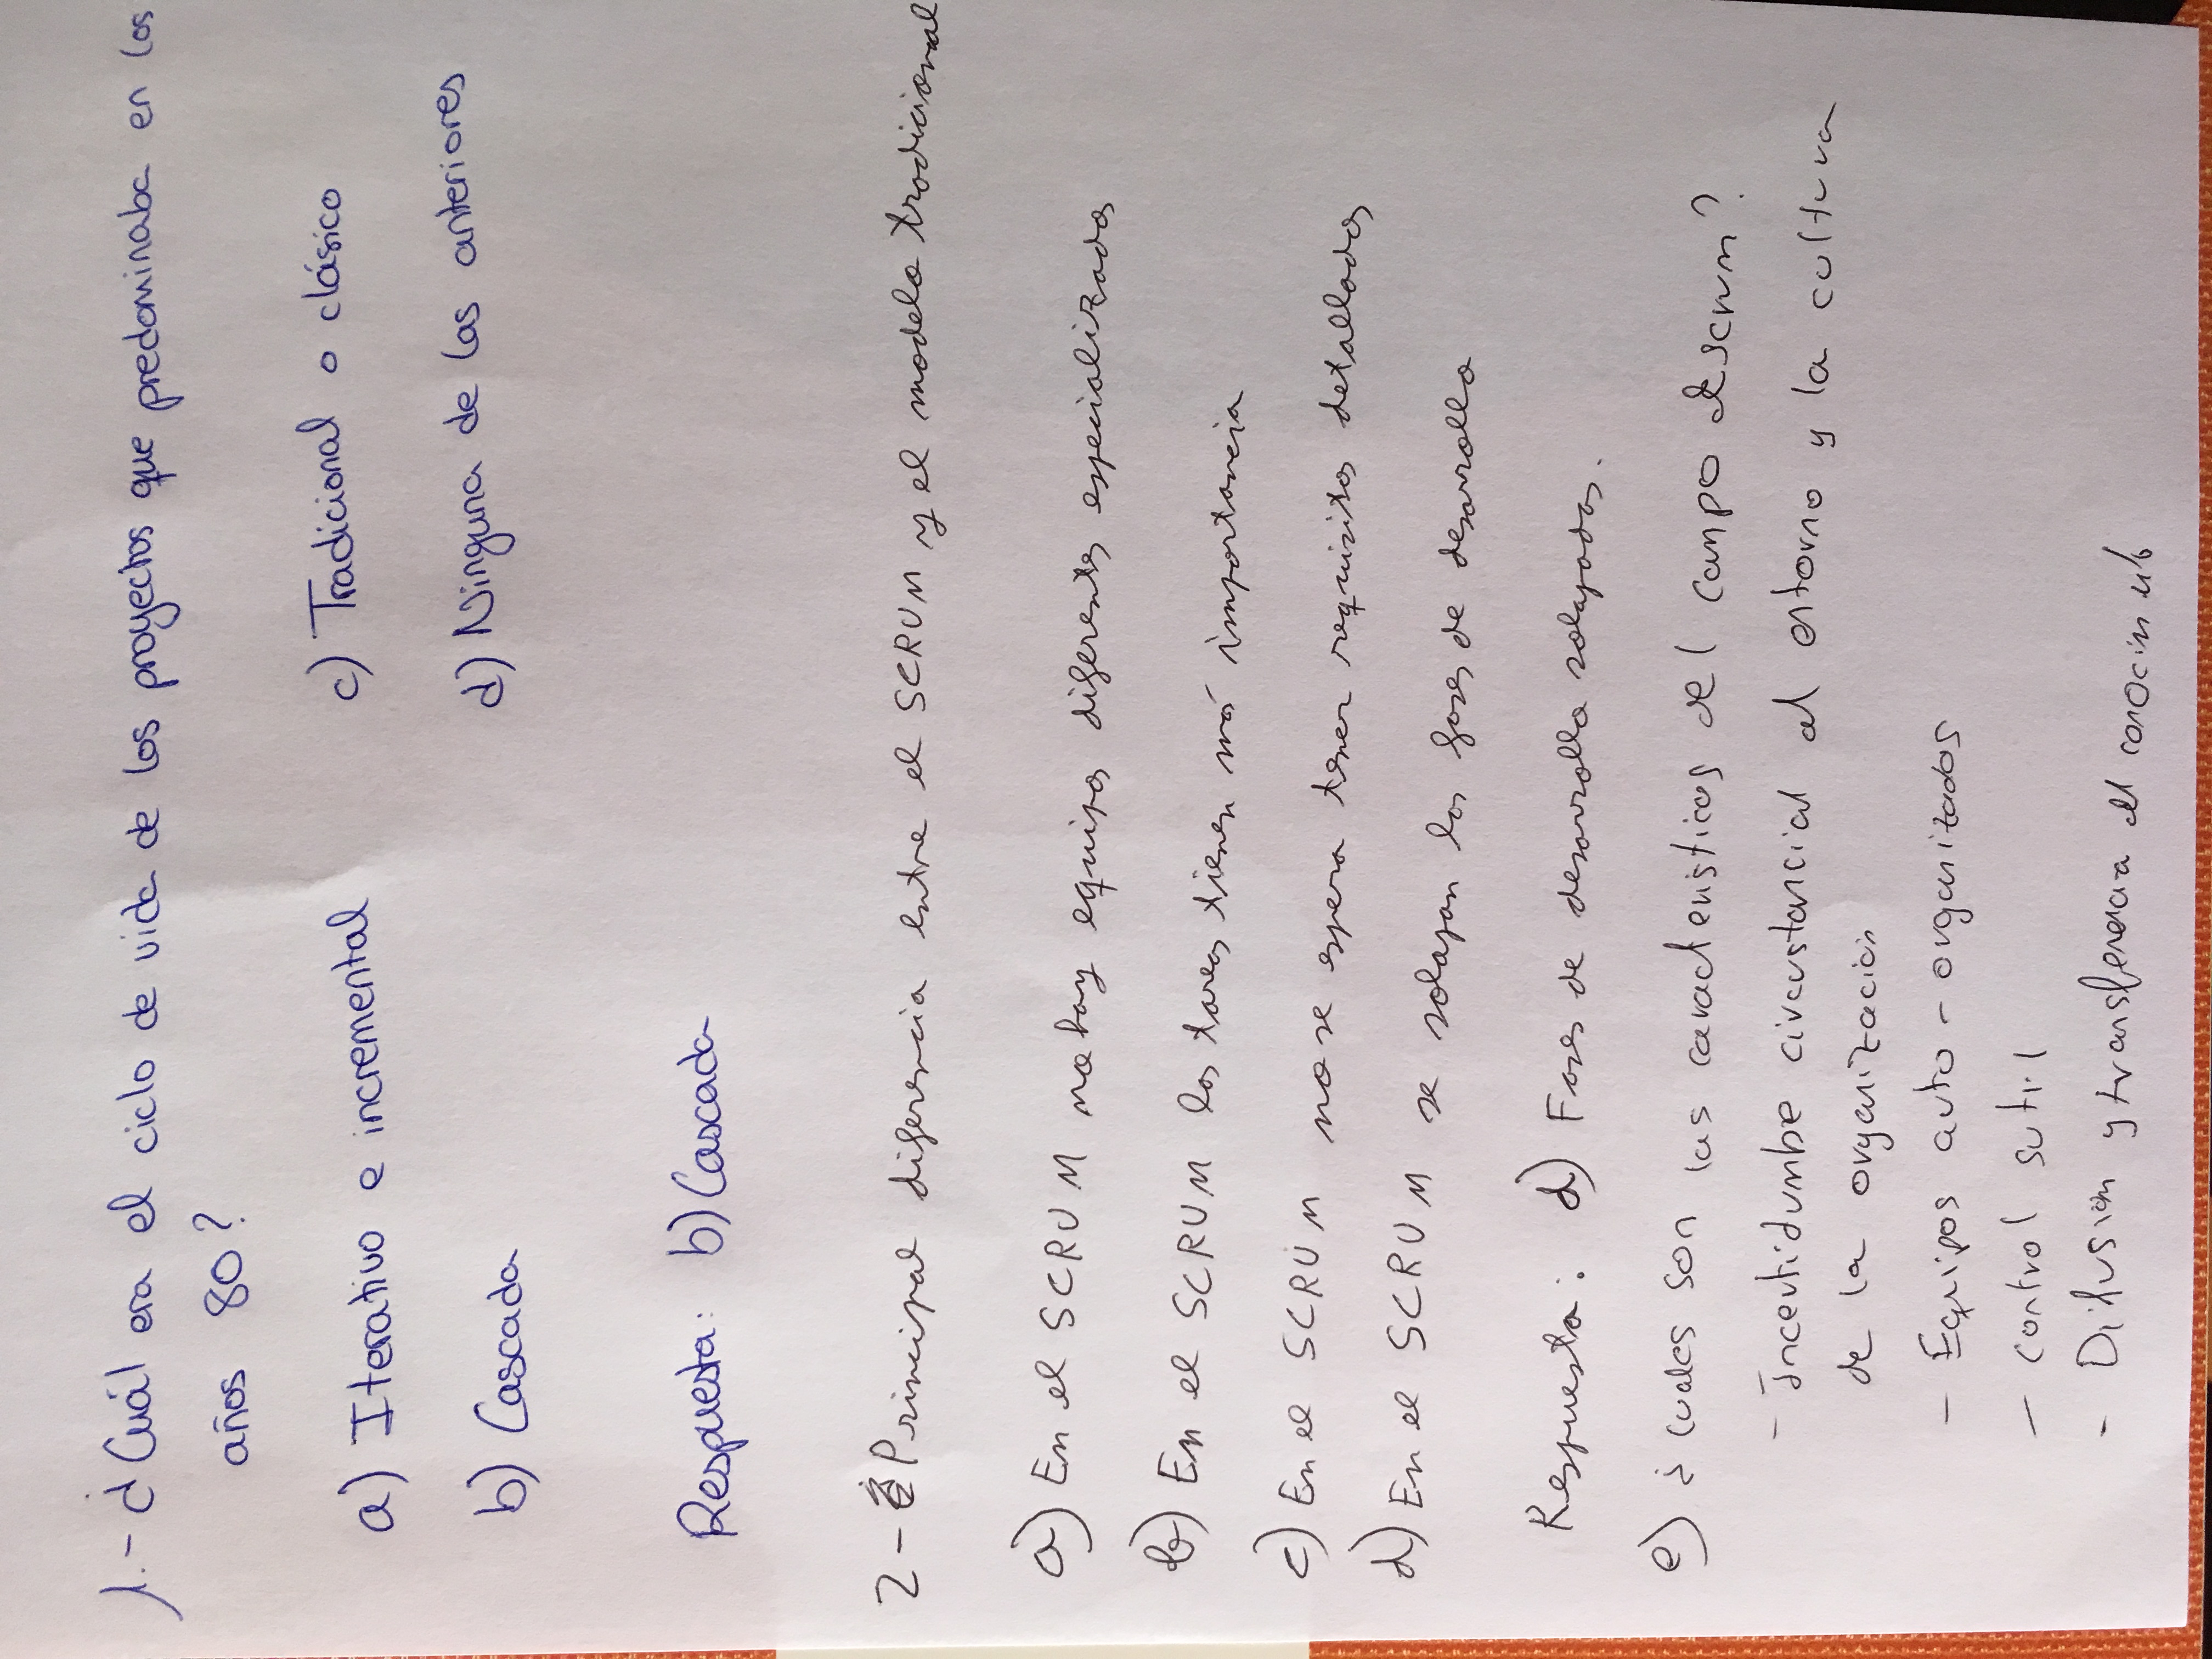 1.- ¿Cuál era el ciclo de vida de los proyectos que predominaba en los
años 80?
a) Iterativo e incremental
b) Cascada
c) Tradicional o clásico
d) Ninguna de las anteriores
Respuesta: b) Cascada
2- ¿Principal diferencia entre el SCRUM y el modelo tradicional
a) En el SCRUM no hay equipos diferentes especializados
b) En el SCRUM las tareas tienen más importancia
c) En el SCRUM no se espera tener requisitos detallados
d) En el SCRUM se solapan las fases de desarrollo
Respuesta: d) Fases de desarrollo solapadas.
e) ¿cuales son las caracteristicas del campo de scrum?
- Incertidumbe circustancial al entorno y la cultura
de la organización
- Equipos auto-organizados
- control sutil
- Difusión y transferencia del conocimiento